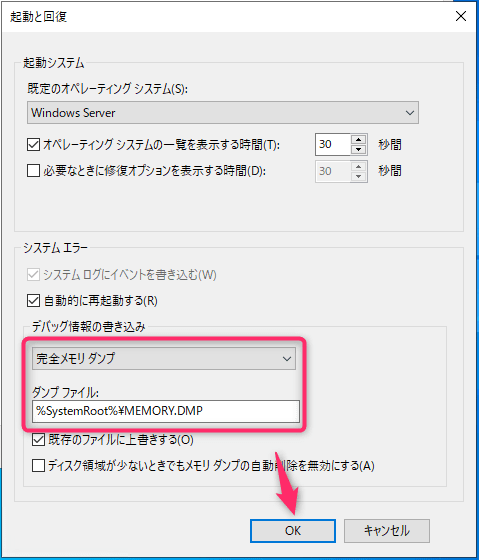 起動と回復
起動システム
既定のオペレーティング システム(S):
Windows Server
オペレーティング システムの一覧を表示する時間(T): 30 秒間
必要なときに修復オプションを表示する時間(D): 30 秒間
システム エラー
システム ログにイベントを書き込む(W)
自動的に再起動する(R)
デバッグ情報の書き込み
完全メモリ ダンプ
ダンプ ファイル:
%SystemRoot%¥MEMORY.DMP
既存のファイルに上書きする(O)
ディスク領域が少ないときでもメモリ ダンプの自動削除を無効にする(A)
OK キャンセル